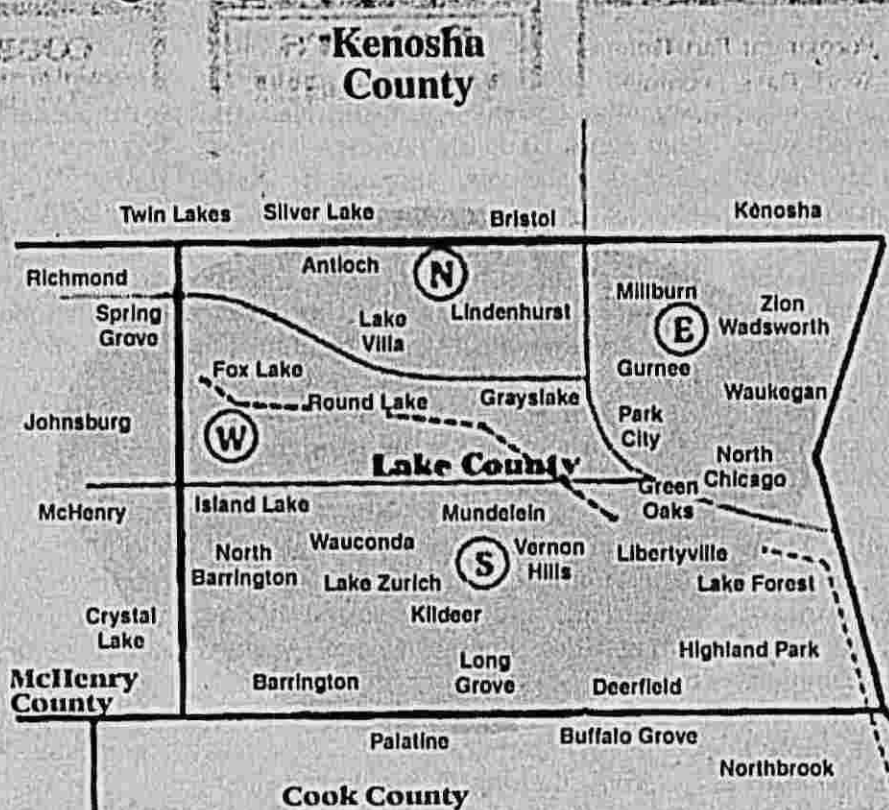 Kenosha
County
Twin Lakes
Silver Lake
Bristol
Kenosha
Richmond
Antioch
N
Millburn
Zion
Wadsworth
Spring
Grove
Lake
Villa
Lindenhurst
E
Fox Lake
Gurnee
Round Lake
Grayslake
Waukegan
Johnsburg
W
Park
City
Lake County
North
Chicago
McHenry
Island Lake
Mundelein
Green
Oaks
North
Barrington
Wauconda
Lake Zurich
S
Vernon
Hills
Libertyville
Lake Forest
Kildeer
Crystal
Lake
Highland Park
McHenry
County
Barrington
Long
Grove
Deerfield
Palatine
Buffalo Grove
Northbrook
Cook County